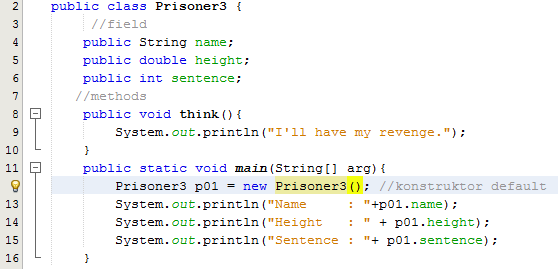 2 public class Prisoner3 {
3 //field
4 public String name;
5 public double height;
6 public int sentence;
7 //methods
8 public void think(){
9 System.out.println("I'll have my revenge.");
10 }
11 public static void main(String[] arg){
Prisoner3 p01 = new Prisoner3(); //konstruktor default
13 System.out.println("Name    : "+p01.name);
14 System.out.println("Height   : " + p01.height);
15 System.out.println("Sentence : "+ p01.sentence);
16 }